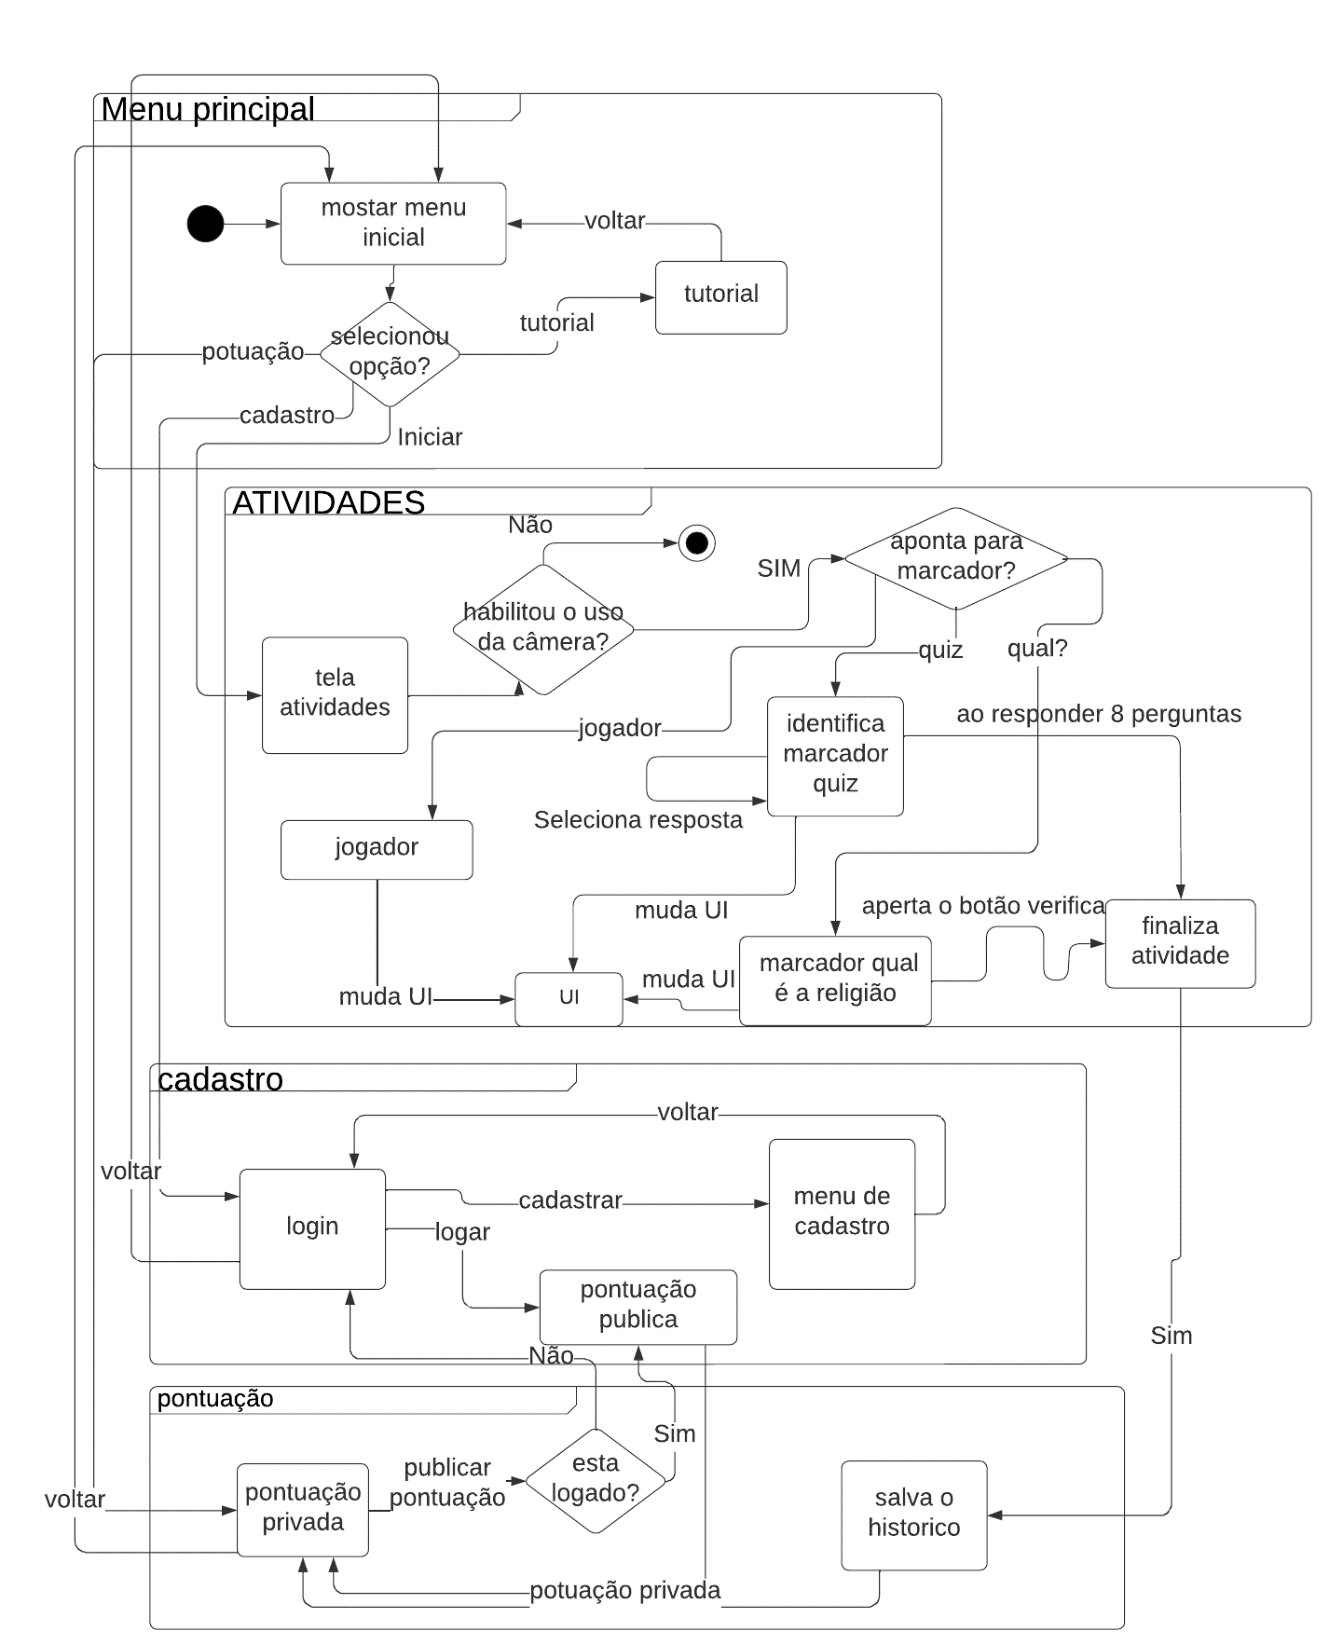 Menu principal
mostar menu
inicial
voltar
tutorial
tutorial
selecionou
opção?
potuação
cadastro
Iniciar
ATIVIDADES
Não
aponta para
marcador?
SIM
habilitou o uso
da câmera?
quiz
qual?
tela
atividades
identifica
marcador
quiz
ao responder 8 perguntas
jogador
Seleciona resposta
jogador
muda UI
aperta o botão verifica
finaliza
atividade
marcador qual
é a religião
muda UI
muda UI
UI
cadastro
voltar
voltar
login
cadastrar
menu de
cadastro
logar
pontuação
publica
Sim
Não
pontuação
Sim
esta
logado?
publicar
pontuação
voltar
pontuação
privada
salva o
historico
potuação privada